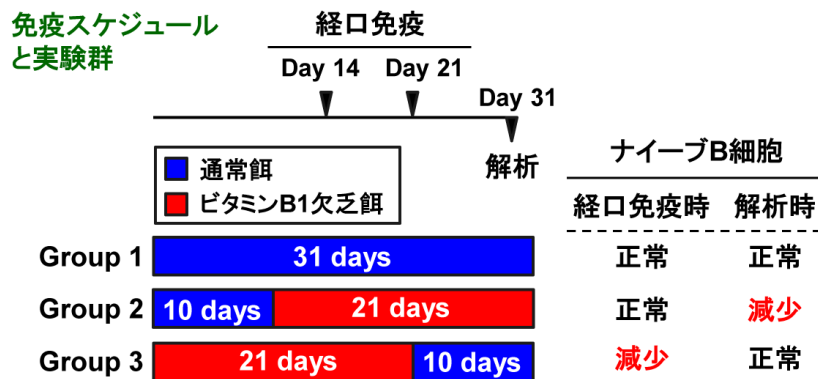 免疫スケジュール
と実験群
経口免疫
Day 14 Day 21
Day 31
解析
通常餌
ビタミンB1欠乏餌
ナイーブB細胞
経口免疫時 解析時
Group 1 31 days 正常 正常
Group 2 10 days 21 days 正常 減少
Group 3 21 days 10 days 減少 正常